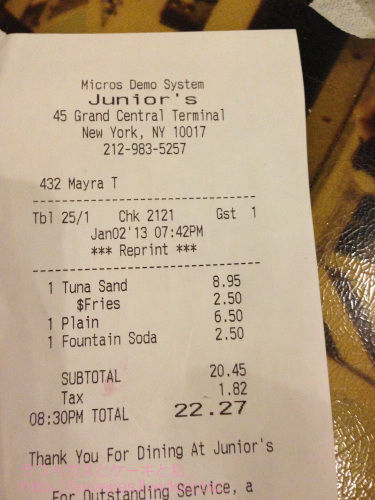 Micros Demo System
Junior's
45 Grand Central Terminal
New York, NY 10017
212-983-5257
432 Mayra T
Tbl 25/1 Chk 2121 Gst 1
Jan02'13 07:42PM
*** Reprint ***
1 Tuna Sand 8.95
$Fries 2.50
1 Plain 6.50
1 Fountain Soda 2.50
SUBTOTAL 20.45
Tax 1.82
08:30PM TOTAL 22.27
Thank You For Dining At Junior's
For Outstanding Service, a